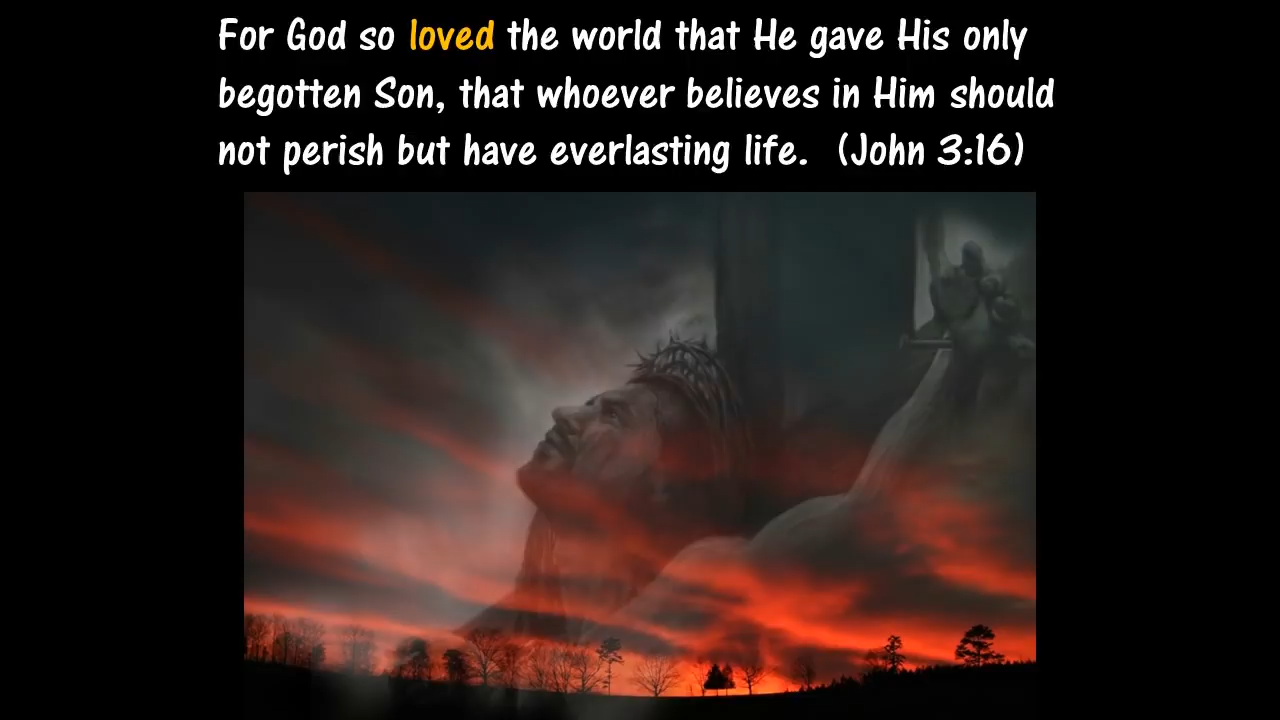 For God so loved the world that He gave His only
begotten Son, that whoever believes in Him should
not perish but have everlasting life.  (John 3:16)